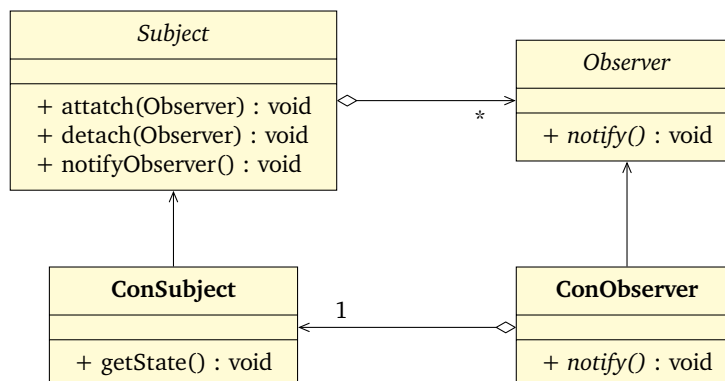 Subject
+ attatch(Observer) : void
+ detach(Observer) : void
+ notifyObserver() : void
Observer
+ notify() : void
*
ConSubject
+ getState() : void
1
ConObserver
+ notify() : void